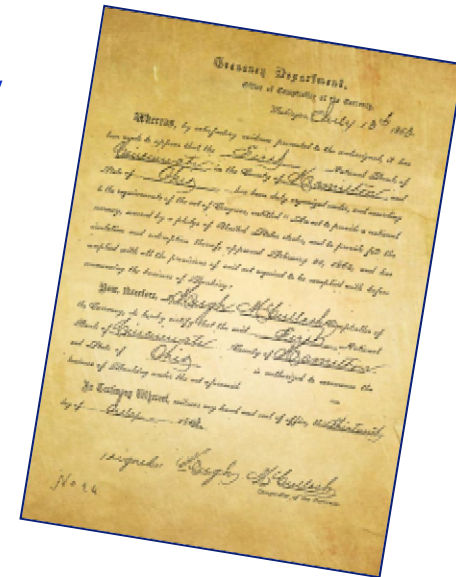 Treasury Department,
Office of Comptroller of the Currency,
Washington, July 13th 1863.
Whereas, by satisfactory evidence presented to the undersigned, it has
been made to appear that the First National Bank of
Cincinnati in the County of Hamilton and
State of Ohio has been duly organized under, and according
to the requirements of the act of Congress, entitled to provide a national
currency, secured by a pledge of United States stocks, and to provide for the
circulation and redemption thereof, approved February 25, 1863, and has
complied with all the provisions of said act required to be complied with before
commencing the business of Banking;
Now, therefore, I Hugh McCulloch Comptroller of
the Currency, do hereby certify that the said First National
Bank of Cincinnati County of Hamilton
and State of Ohio is authorized to commence the
business of Banking under the act aforesaid
In Testimony Whereof, witness my hand and seal of office, this thirteenth
day of 1863.
Hugh McCulloch
Comptroller of the Currency
No 24